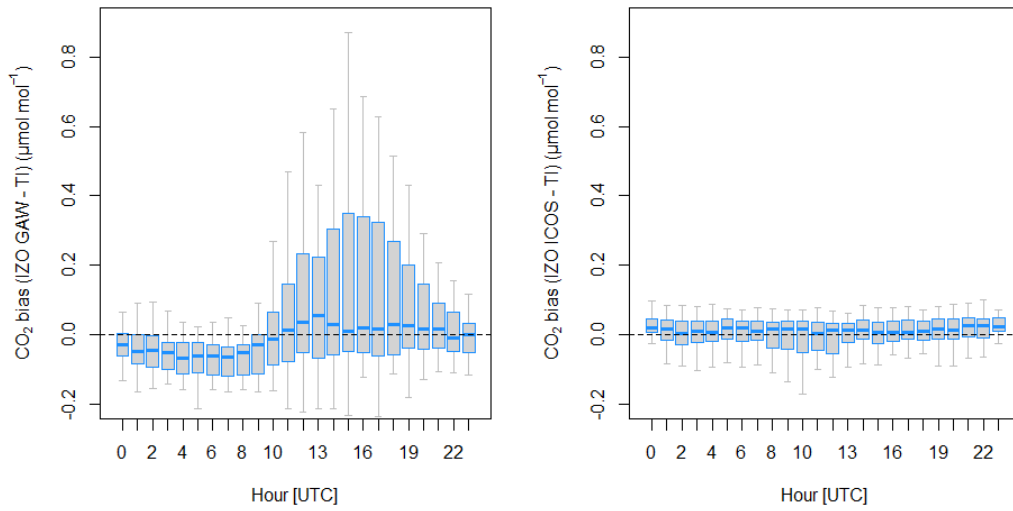 CO₂ bias (IZO GAW - TI) (µmol mol⁻¹)
0.8
0.6
0.4
0.2
0.0
-0.2
0 2 4 6 8 10 13 16 19 22
Hour [UTC]
CO₂ bias (IZO ICOS - TI) (µmol mol⁻¹)
0.8
0.6
0.4
0.2
0.0
-0.2
0 2 4 6 8 10 13 16 19 22
Hour [UTC]